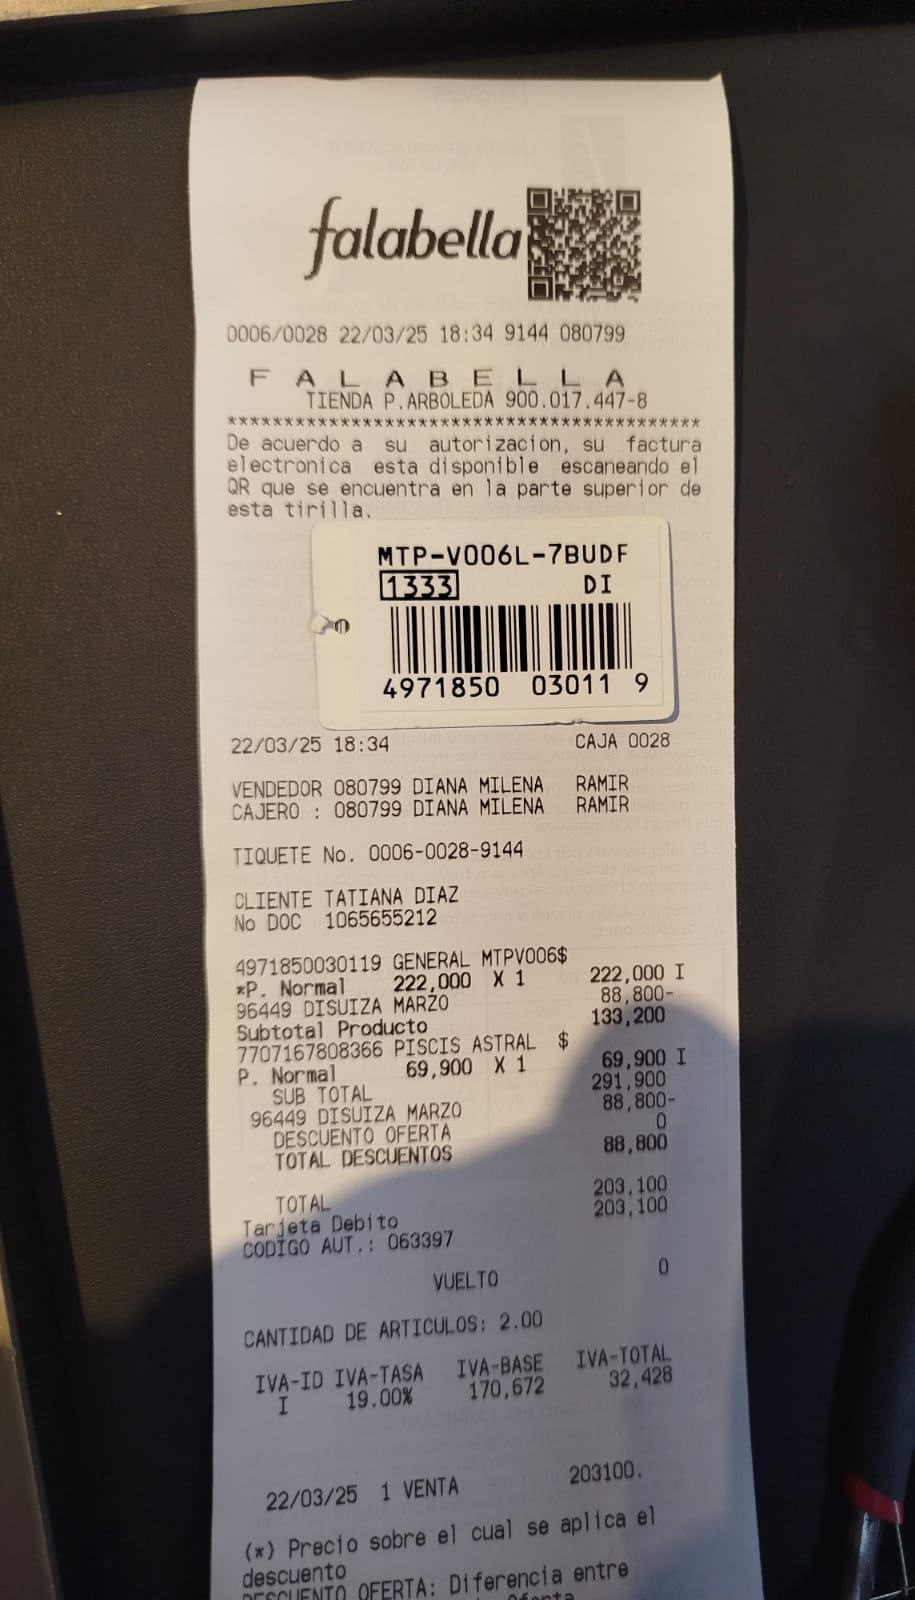 falabella
0006/0028 22/03/25 18:34 9144 080799
F A L A B E L L A
TIENDA P.ARBOLEDA 900.017.447-8
******************************************
De acuerdo a su autorizacion, su factura
electronica esta disponible escaneando el
QR que se encuentra en la parte superior de
esta tirilla.
MTP-V006L-7BUDF
1333 DI
4971850 03011 9
22/03/25 18:34 CAJA 0028
VENDEDOR 080799 DIANA MILENA RAMIR
CAJERO : 080799 DIANA MILENA RAMIR
TIQUETE No. 0006-0028-9144
CLIENTE TATIANA DIAZ
No DOC 1065655212
4971850030119 GENERAL MTPV006$
*P. Normal 222,000 X 1 222,000 I
96449 DISUIZA MARZO 88,800-
Subtotal Producto 133,200
7707167808366 PISCIS ASTRAL $
P. Normal 69,900 X 1 69,900 I
SUB TOTAL 291,900
96449 DISUIZA MARZO 88,800-
DESCUENTO OFERTA 0
TOTAL DESCUENTOS 88,800
TOTAL 203,100
Tarjeta Debito 203,100
CODIGO AUT.: 063397
VUELTO 0
CANTIDAD DE ARTICULOS: 2.00
IVA-ID IVA-TASA IVA-BASE IVA-TOTAL
I 19.00% 170,672 32,428
22/03/25 1 VENTA 203100.
(*) Precio sobre el cual se aplica el
descuento
DESCUENTO OFERTA: Diferencia entre